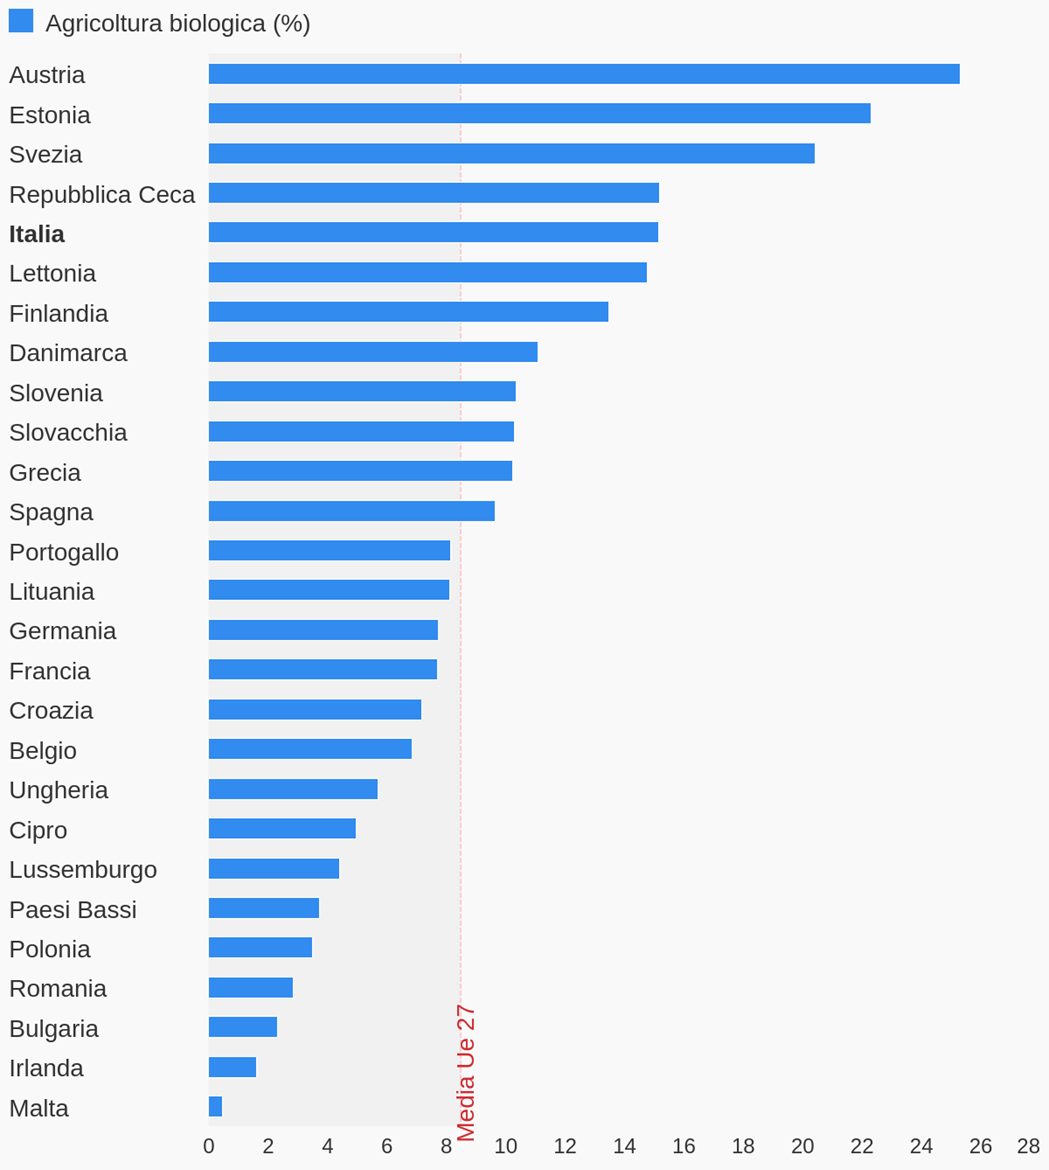 Agricoltura biologica (%)
Austria
Estonia
Svezia
Repubblica Ceca
Italia
Lettonia
Finlandia
Danimarca
Slovenia
Slovacchia
Grecia
Spagna
Portogallo
Lituania
Germania
Francia
Croazia
Belgio
Ungheria
Cipro
Lussemburgo
Paesi Bassi
Polonia
Romania
Bulgaria
Irlanda
Malta
Media Ue 27
0 2 4 6 8 10 12 14 16 18 20 22 24 26 28